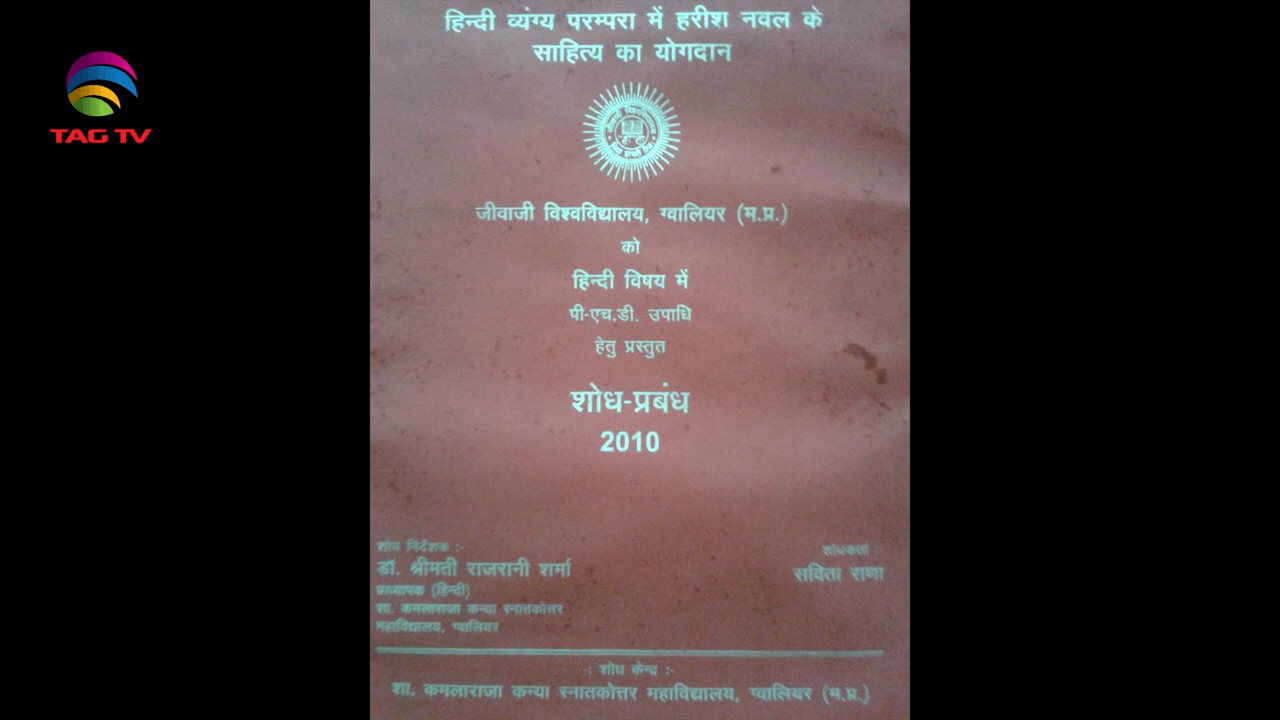 TAG TV
हिन्दी व्यंग्य परम्परा में हरीश नवल के
साहित्य का योगदान
जीवाजी विश्वविद्यालय, ग्वालियर (म.प्र.)
को
हिन्दी विषय में
पी-एच.डी. उपाधि
हेतु प्रस्तुत
शोध-प्रबंध
2010
शोध निर्देशक :-
डॉ. श्रीमती राजरानी शर्मा
प्राध्यापक (हिन्दी)
शा. कमलाराजा कन्या स्नातकोत्तर
महाविद्यालय, ग्वालियर
शोधकर्ता :-
सविता राणा
-: शोध केन्द्र :-
शा. कमलाराजा कन्या स्नातकोत्तर महाविद्यालय, ग्वालियर (म.प्र.)